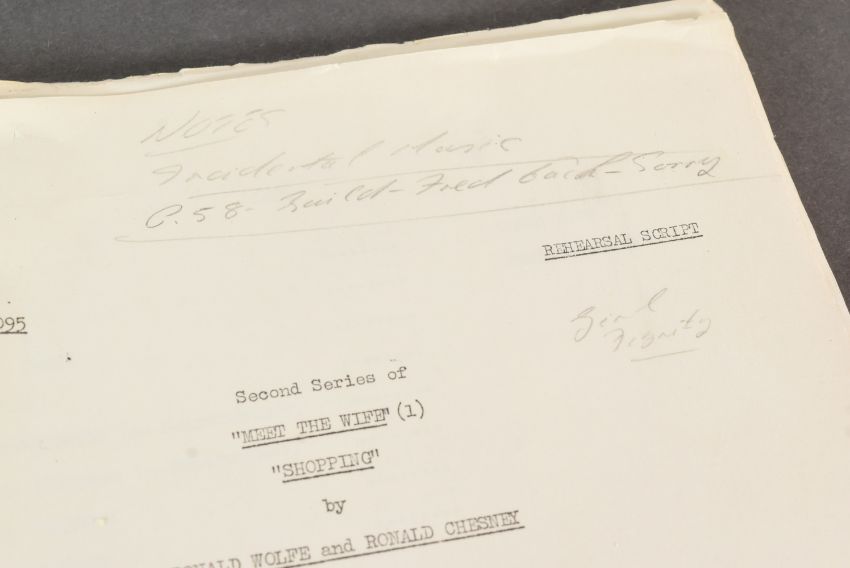 NOTES
Incidental Music
P.58- Build-Fred back-Sorry
REHEARSAL SCRIPT
095
Second Series of
"MEET THE WIFE" (1)
"SHOPPING"
by
RONALD WOLFE and RONALD CHESNEY